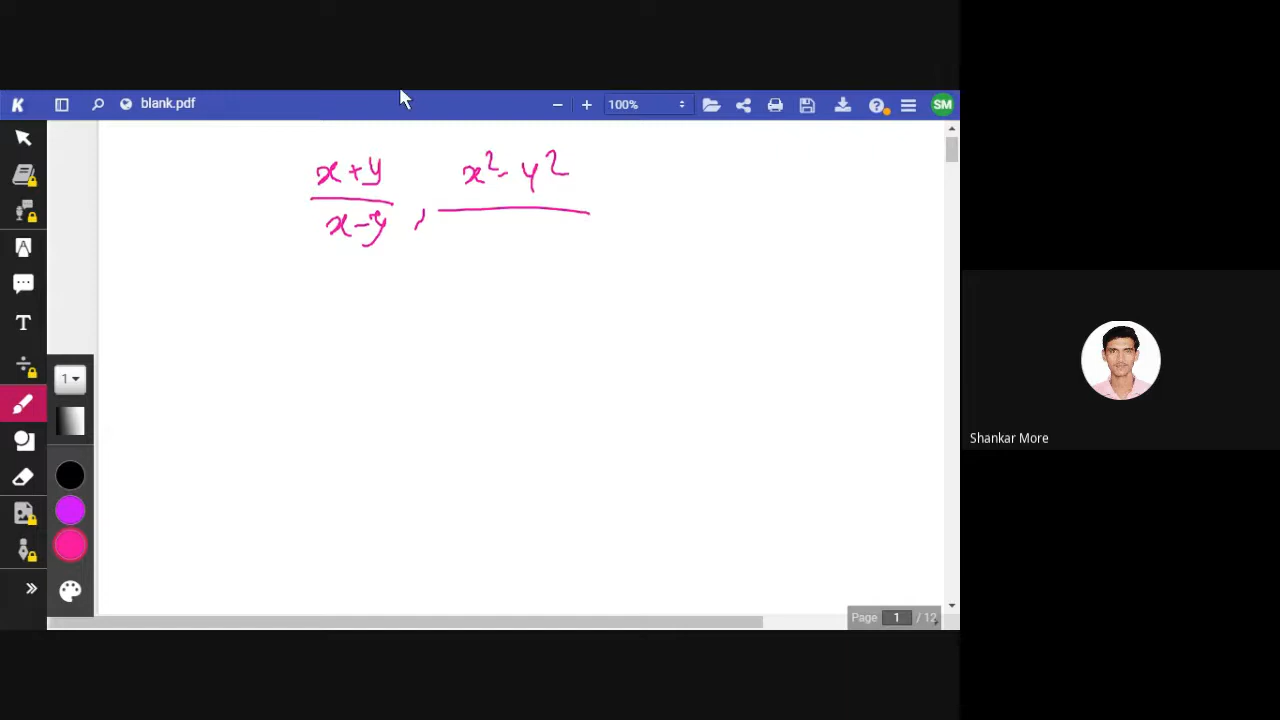 K blank.pdf 100% SM
x+y x²-y²
x-y ,
T
1
Page 1 / 12
Shankar More